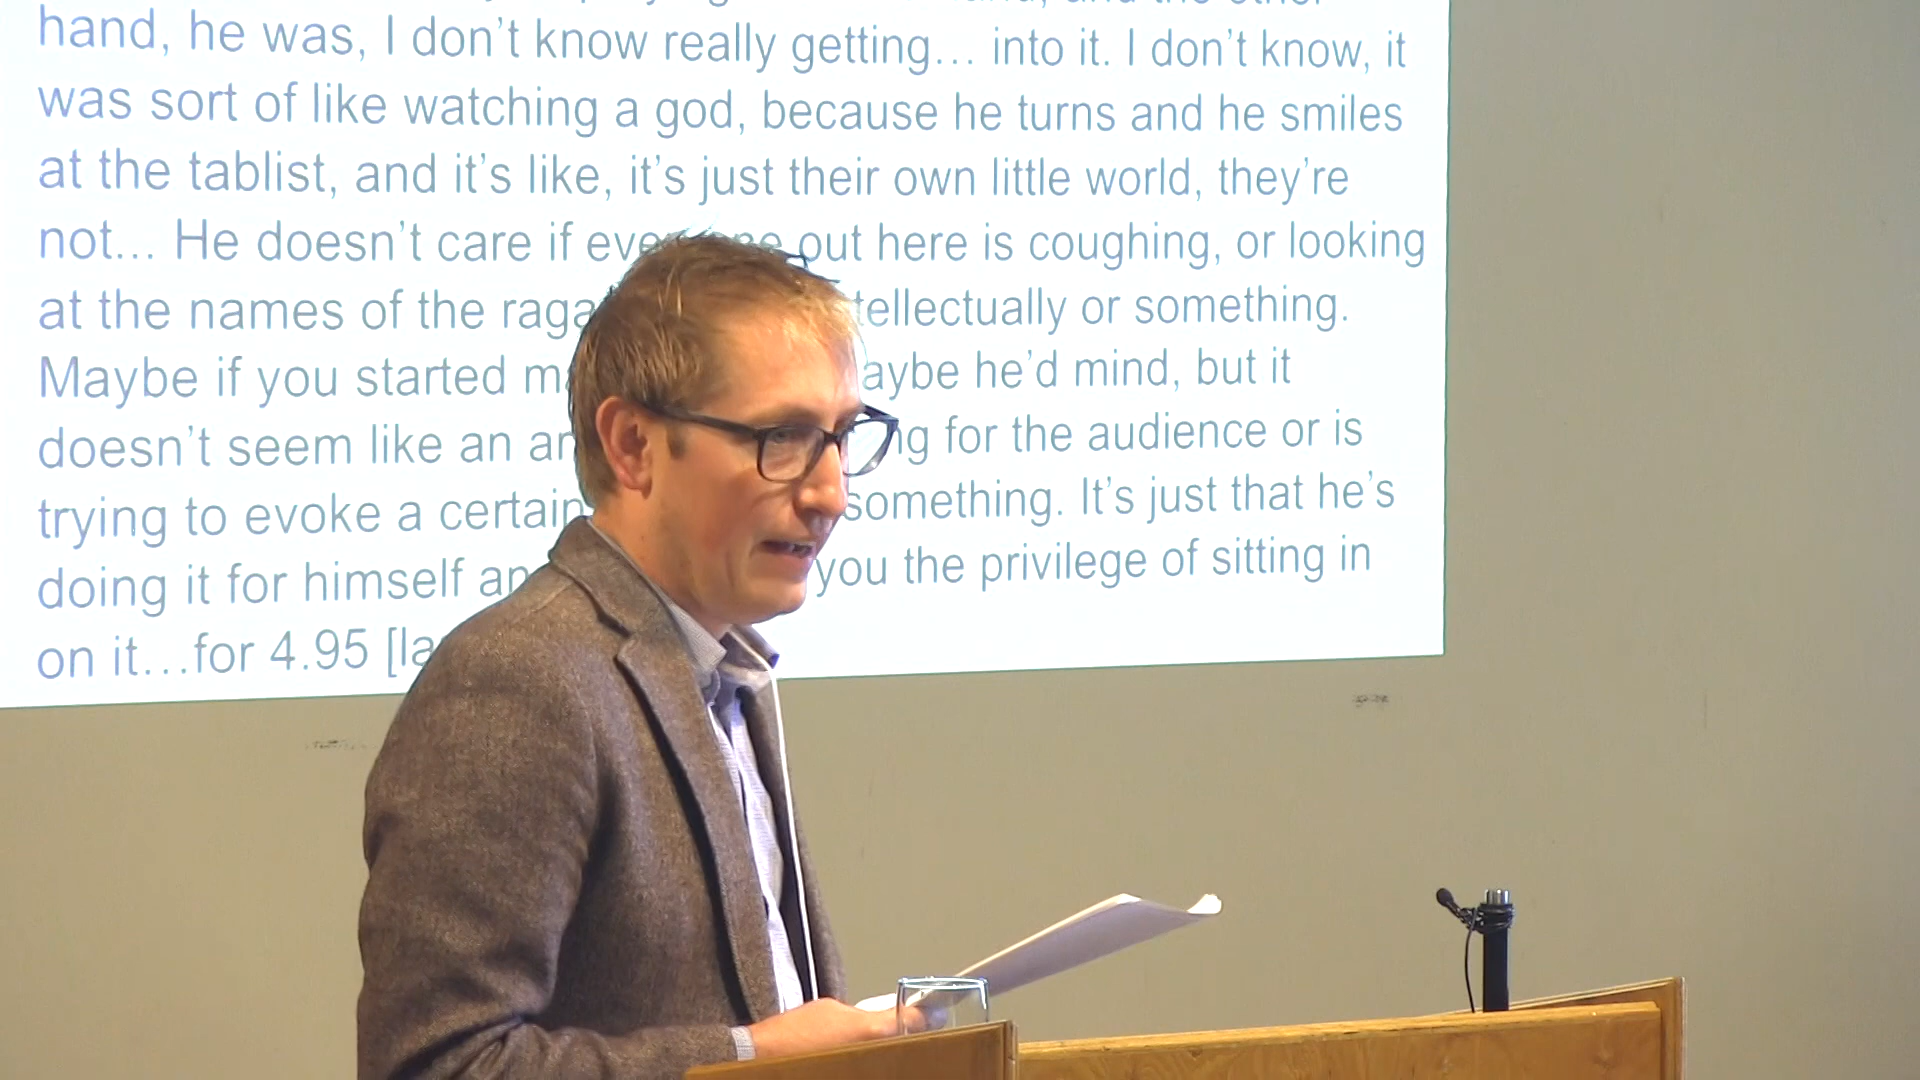 and the other
hand, he was, I don't know really getting… into it. I don't know, it
was sort of like watching a god, because he turns and he smiles
at the tablist, and it's like, it's just their own little world, they're
not… He doesn't care if out here is coughing, or looking
at the names of the or something.
Maybe if you started he'd mind, but it
doesn't seem like an for the audience or is
trying to evoke a certain something. It's just that he's
doing it for himself you the privilege of sitting in
on it…for 4.95